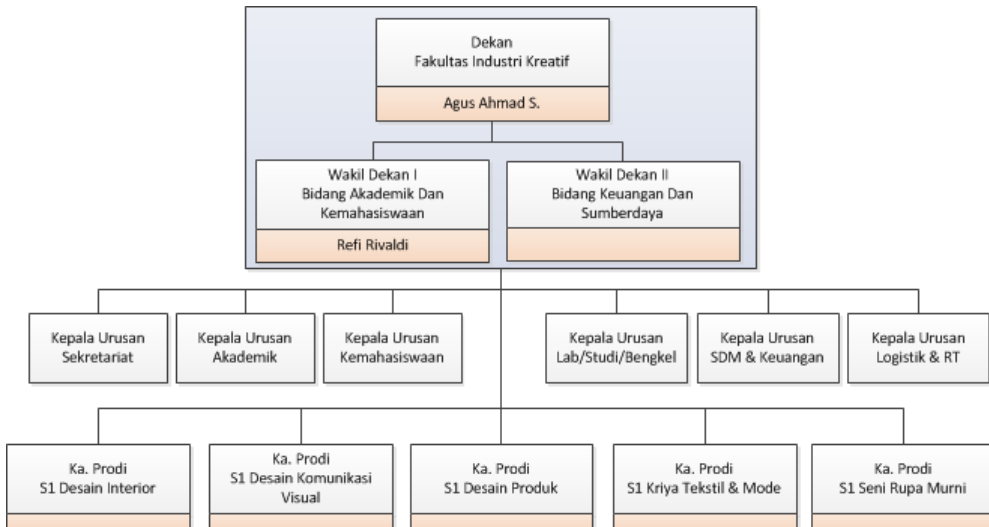 Dekan
Fakultas Industri Kreatif
Agus Ahmad S.
Wakil Dekan I
Bidang Akademik Dan
Kemahasiswaan
Refi Rivaldi
Wakil Dekan II
Bidang Keuangan Dan
Sumberdaya
Kepala Urusan
Sekretariat
Kepala Urusan
Akademik
Kepala Urusan
Kemahasiswaan
Kepala Urusan
Lab/Studi/Bengkel
Kepala Urusan
SDM & Keuangan
Kepala Urusan
Logistik & RT
Ka. Prodi
S1 Desain Interior
Ka. Prodi
S1 Desain Komunikasi
Visual
Ka. Prodi
S1 Desain Produk
Ka. Prodi
S1 Kriya Tekstil & Mode
Ka. Prodi
S1 Seni Rupa Murni